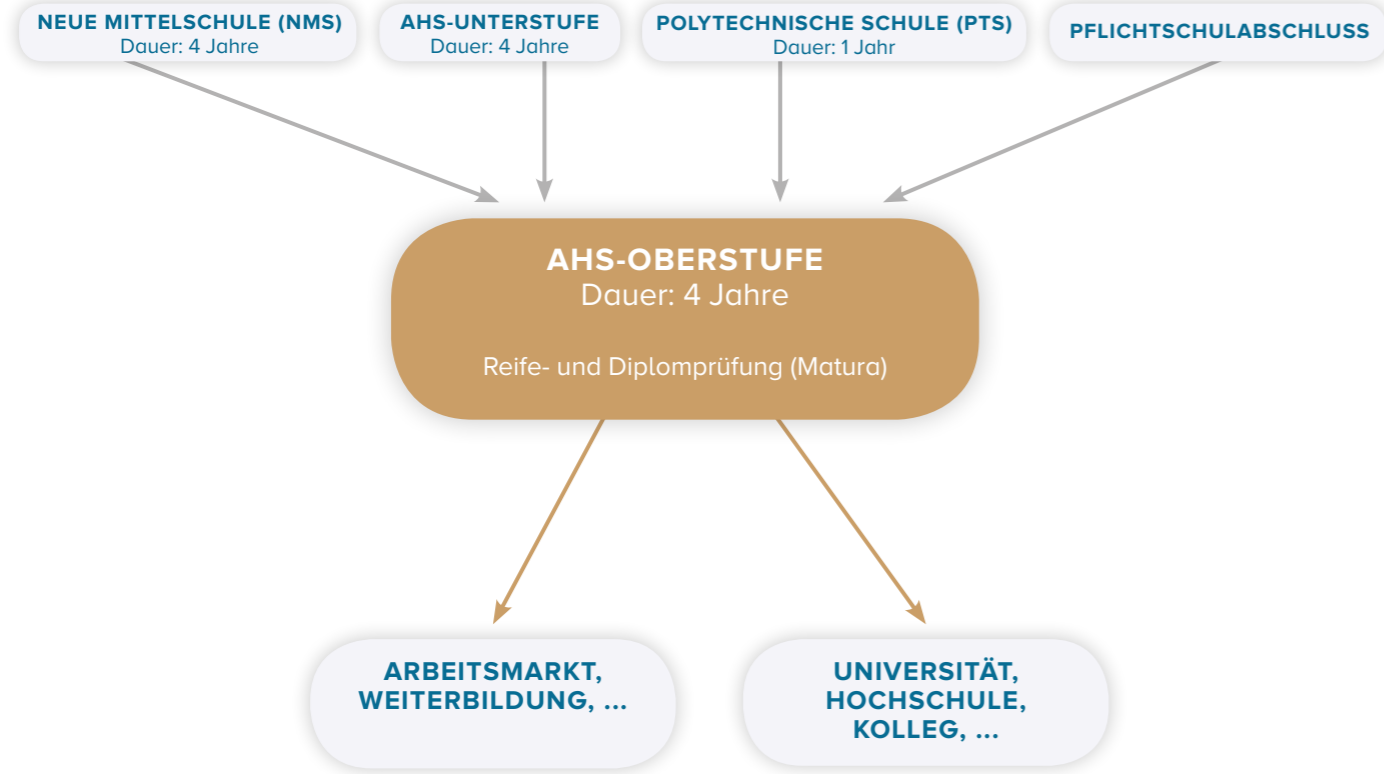 NEUE MITTELSCHULE (NMS)
Dauer: 4 Jahre
AHS-UNTERSTUFE
Dauer: 4 Jahre
POLYTECHNISCHE SCHULE (PTS)
Dauer: 1 Jahr
PFLICHTSCHULABSCHLUSS
AHS-OBERSTUFE
Dauer: 4 Jahre
Reife- und Diplomprüfung (Matura)
ARBEITSMARKT,
WEITERBILDUNG, ...
UNIVERSITÄT,
HOCHSCHULE,
KOLLEG, ...